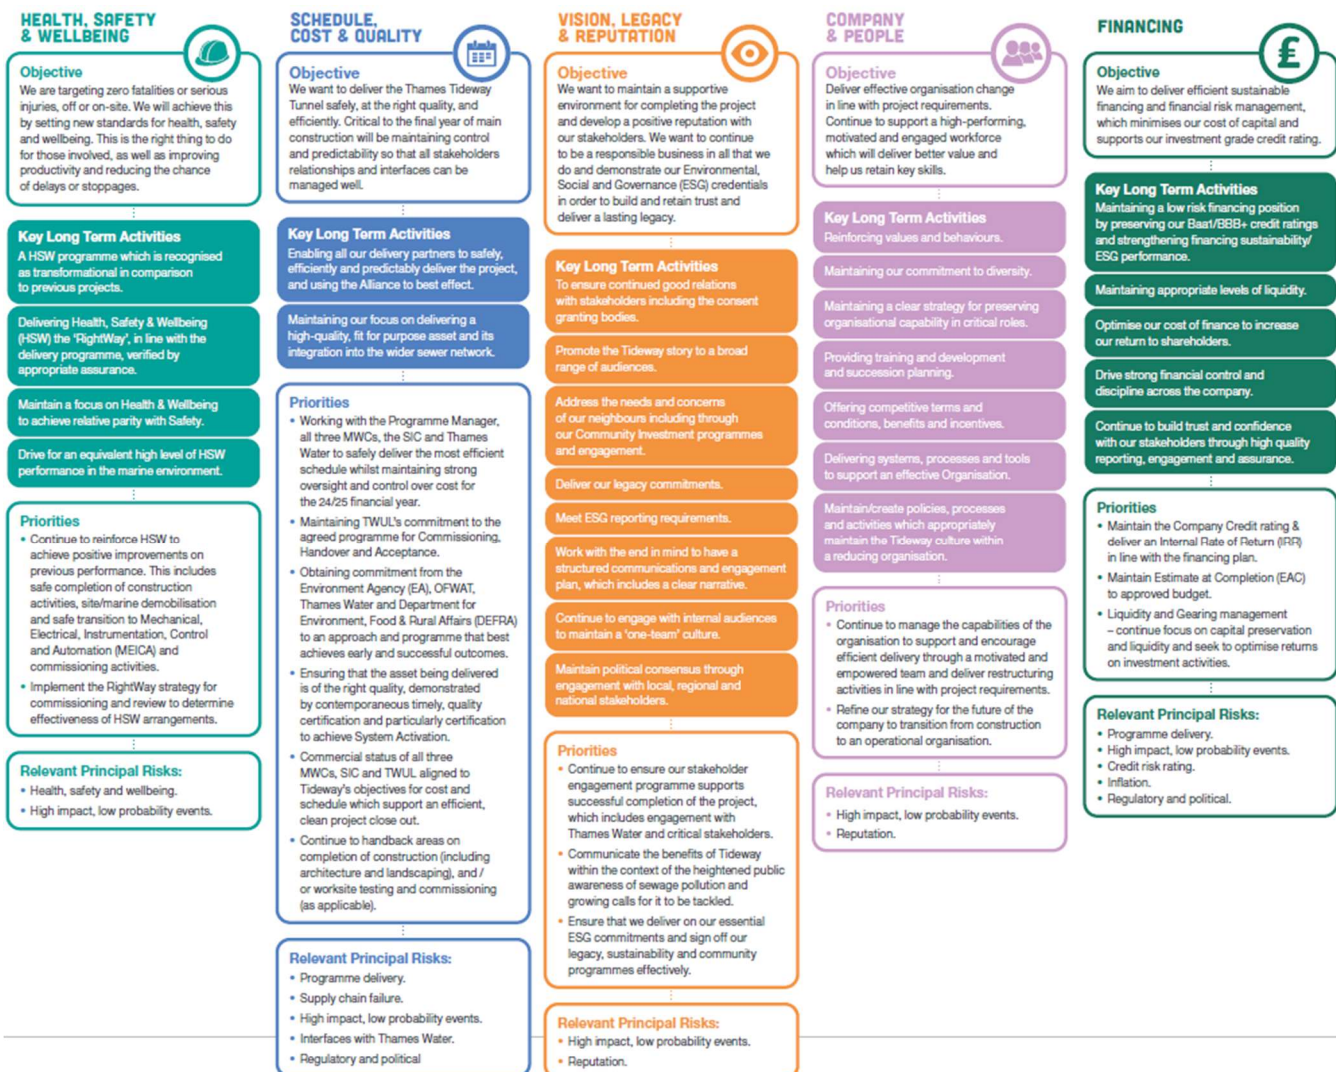 HEALTH, SAFETY
& WELLBEING
Objective
We are targeting zero fatalities or serious
injuries, off or on-site. We will achieve this
by setting new standards for health, safety
and wellbeing. This is the right thing to do
for those involved, as well as improving
productivity and reducing the chance
of delays or stoppages.
Key Long Term Activities
A HSW programme which is recognised
as transformational in comparison
to previous projects.
Delivering Health, Safety & Wellbeing
(HSW) the 'RightWay', in line with the
delivery programme, verified by
appropriate assurance.
Maintain a focus on Health & Wellbeing
to achieve relative parity with Safety.
Drive for an equivalent high level of HSW
performance in the marine environment.
Priorities
• Continue to reinforce HSW to
achieve positive improvements on
previous performance. This includes
safe completion of construction
activities, site/marine demobilisation
and safe transition to Mechanical,
Electrical, Instrumentation, Control
and Automation (MEICA) and
commissioning activities.
• Implement the RightWay strategy for
commissioning and review to determine
effectiveness of HSW arrangements.
Relevant Principal Risks:
• Health, safety and wellbeing.
• High impact, low probability events.
SCHEDULE,
COST & QUALITY
Objective
We want to deliver the Thames Tideway
Tunnel safely, at the right quality, and
efficiently. Critical to the final year of main
construction will be maintaining control
and predictability so that all stakeholders
relationships and interfaces can be
managed well.
Key Long Term Activities
Enabling all our delivery partners to safely,
efficiently and predictably deliver the project,
and using the Alliance to best effect.
Maintaining our focus on delivering a
high-quality, fit for purpose asset and its
integration into the wider sewer network.
Priorities
• Working with the Programme Manager,
all three MWCs, the SIC and Thames
Water to safely deliver the most efficient
schedule whilst maintaining strong
oversight and control over cost for
the 24/25 financial year.
• Maintaining TWUL's commitment to the
agreed programme for Commissioning,
Handover and Acceptance.
• Obtaining commitment from the
Environment Agency (EA), OFWAT,
Thames Water and Department for
Environment, Food & Rural Affairs (DEFRA)
to an approach and programme that best
achieves early and successful outcomes.
• Ensuring that the asset being delivered
is of the right quality, demonstrated
by contemporaneous timely, quality
certification and particularly certification
to achieve System Activation.
• Commercial status of all three
MWCs, SIC and TWUL aligned to
Tideway's objectives for cost and
schedule which support an efficient,
clean project close out.
• Continue to handback areas on
completion of construction (including
architecture and landscaping), and /
or worksite testing and commissioning
(as applicable).
Relevant Principal Risks:
• Programme delivery.
• Supply chain failure.
• High impact, low probability events.
• Interfaces with Thames Water.
• Regulatory and political
VISION, LEGACY
& REPUTATION
Objective
We want to maintain a supportive
environment for completing the project
and develop a positive reputation with
our stakeholders. We want to continue
to be a responsible business in all that we
do and demonstrate our Environmental,
Social and Governance (ESG) credentials
in order to build and retain trust and
deliver a lasting legacy.
Key Long Term Activities
To ensure continued good relations
with stakeholders including the consent
granting bodies.
Promote the Tideway story to a broad
range of audiences.
Address the needs and concerns
of our neighbours including through
our Community Investment programmes
and engagement.
Deliver our legacy commitments.
Meet ESG reporting requirements.
Work with the end in mind to have a
structured communications and engagement
plan, which includes a clear narrative.
Continue to engage with internal audiences
to maintain a 'one-team' culture.
Maintain political consensus through
engagement with local, regional and
national stakeholders.
Priorities
• Continue to ensure our stakeholder
engagement programme supports
successful completion of the project,
which includes engagement with
Thames Water and critical stakeholders.
• Communicate the benefits of Tideway
within the context of the heightened public
awareness of sewage pollution and
growing calls for it to be tackled.
• Ensure that we deliver on our essential
ESG commitments and sign off our
legacy, sustainability and community
programmes effectively.
Relevant Principal Risks:
• High impact, low probability events.
• Reputation.
COMPANY
& PEOPLE
Objective
Deliver effective organisation change
in line with project requirements.
Continue to support a high-performing,
motivated and engaged workforce
which will deliver better value and
help us retain key skills.
Key Long Term Activities
Reinforcing values and behaviours.
Maintaining our commitment to diversity.
Maintaining a clear strategy for preserving
organisational capability in critical roles.
Providing training and development
and succession planning.
Offering competitive terms and
conditions, benefits and incentives.
Delivering systems, processes and tools
to support an effective Organisation.
Maintain/create policies, processes
and activities which appropriately
maintain the Tideway culture within
a reducing organisation.
Priorities
• Continue to manage the capabilities of the
organisation to support and encourage
efficient delivery through a motivated and
empowered team and deliver restructuring
activities in line with project requirements.
• Refine our strategy for the future of the
company to transition from construction
to an operational organisation.
Relevant Principal Risks:
• High impact, low probability events.
• Reputation.
FINANCING
£
Objective
We aim to deliver efficient sustainable
financing and financial risk management,
which minimises our cost of capital and
supports our investment grade credit rating.
Key Long Term Activities
Maintaining a low risk financing position
by preserving our Baa1/BBB+ credit ratings
and strengthening financing sustainability/
ESG performance.
Maintaining appropriate levels of liquidity.
Optimise our cost of finance to increase
our return to shareholders.
Drive strong financial control and
discipline across the company.
Continue to build trust and confidence
with our stakeholders through high quality
reporting, engagement and assurance.
Priorities
• Maintain the Company Credit rating &
deliver an Internal Rate of Return (IRR)
in line with the financing plan.
• Maintain Estimate at Completion (EAC)
to approved budget.
• Liquidity and Gearing management
– continue focus on capital preservation
and liquidity and seek to optimise returns
on investment activities.
Relevant Principal Risks:
• Programme delivery.
• High impact, low probability events.
• Credit risk rating.
• Inflation.
• Regulatory and political.